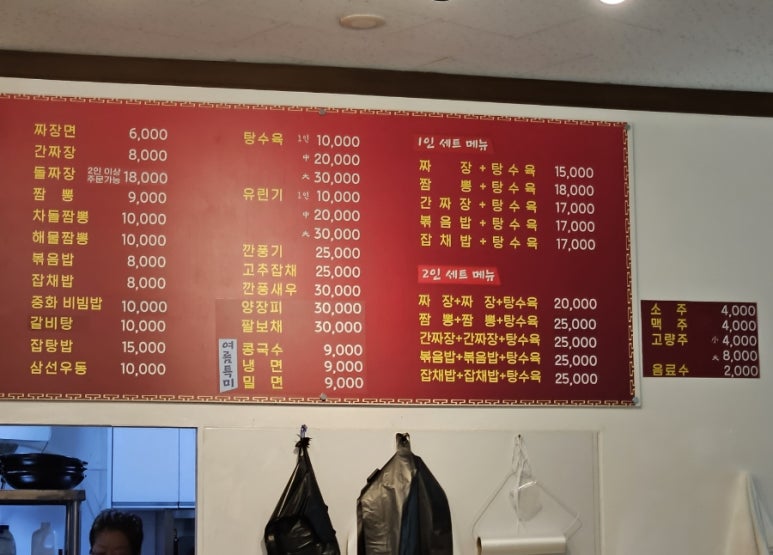 짜장면 6,000
간짜장 8,000
돌짜장 2인 이상 주문가능 18,000
짬 뽕 9,000
차돌짬뽕 10,000
해물짬뽕 10,000
볶음밥 8,000
잡채밥 8,000
중화 비빔밥 10,000
갈비탕 10,000
잡탕밥 15,000
삼선우동 10,000
탕수육 1인 10,000
中 20,000
大 30,000
유린기 1인 10,000
中 20,000
大 30,000
깐풍기 25,000
고추잡채 25,000
깐풍새우 30,000
양장피 30,000
팔보채 30,000
여름특미
콩국수 9,000
냉 면 9,000
밀 면 9,000
1인 세트 메뉴
짜 장 + 탕수육 15,000
짬 뽕 + 탕수육 18,000
간짜장 + 탕수육 17,000
볶음밥 + 탕수육 17,000
잡채밥 + 탕수육 17,000
2인 세트 메뉴
짜 장+짜 장+탕수육 20,000
짬 뽕+짬 뽕+탕수육 25,000
간짜장+간짜장+탕수육 25,000
볶음밥+볶음밥+탕수육 25,000
잡채밥+잡채밥+탕수육 25,000
소 주 4,000
맥 주 4,000
고량주 小 4,000
大 8,000
음료수 2,000